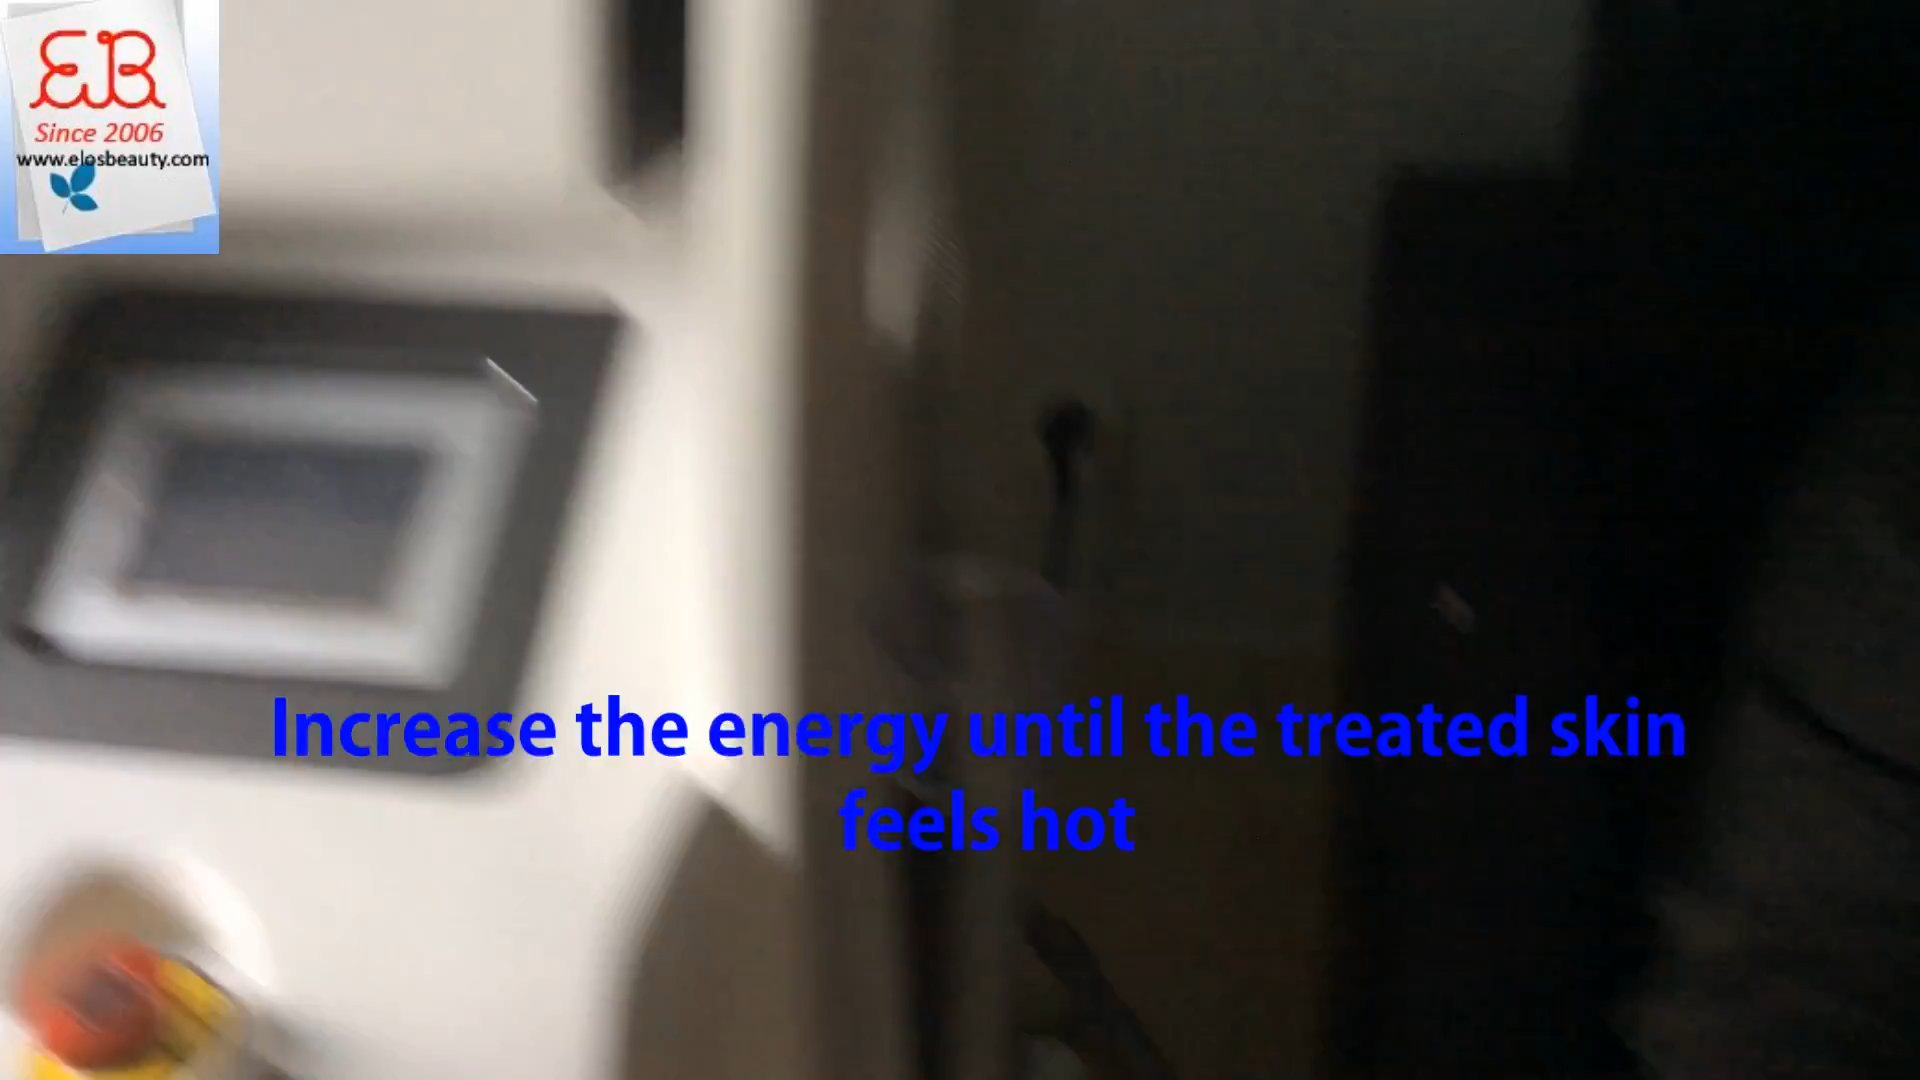 EB
Since 2006
www.elosbeauty.com
Increase the energy until the treated skin
feels hot